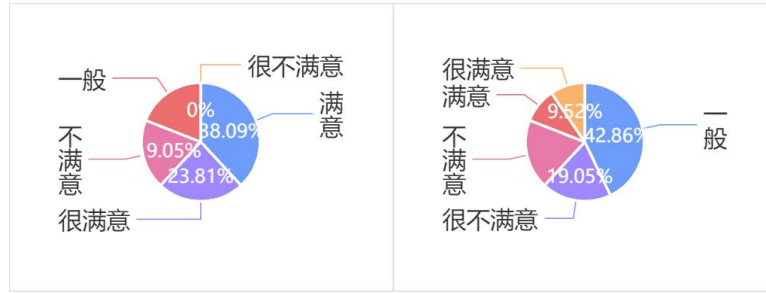 很不满意
一般
满意
0%
38.09%
不满意
9.05%
23.81%
很满意
很满意
满意
9.52%
42.86%
一般
不满意
19.05%
很不满意